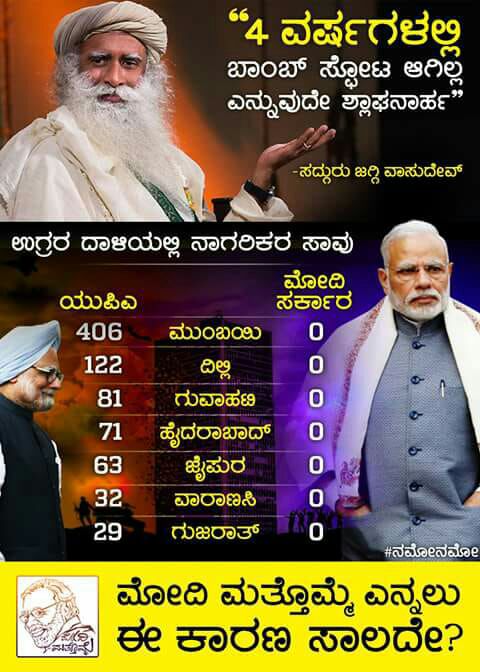 “4 ವರ್ಷಗಳಲ್ಲಿ
ಬಾಂಬ್ ಸ್ಫೋಟ ಆಗಿಲ್ಲ
ಎನ್ನುವುದೇ ಶ್ಲಾಘನಾರ್ಹ”
-ಸದ್ಗುರು ಜಗ್ಗಿ ವಾಸುದೇವ್
ಉಗ್ರರ ದಾಳಿಯಲ್ಲಿ ನಾಗರಿಕರ ಸಾವು
ಯುಪಿಎ ಮೋದಿ ಸರ್ಕಾರ
406 ಮುಂಬಯಿ 0
122 ದಿಲ್ಲಿ 0
81 ಗುವಾಹಟಿ 0
71 ಹೈದರಾಬಾದ್ 0
63 ಜೈಪುರ 0
32 ವಾರಾಣಸಿ 0
29 ಗುಜರಾತ್ 0
#ನಮೋನಮೋ
ಮೋದಿ ಮತ್ತೊಮ್ಮೆ ಎನ್ನಲು
ಈ ಕಾರಣ ಸಾಲದೇ?